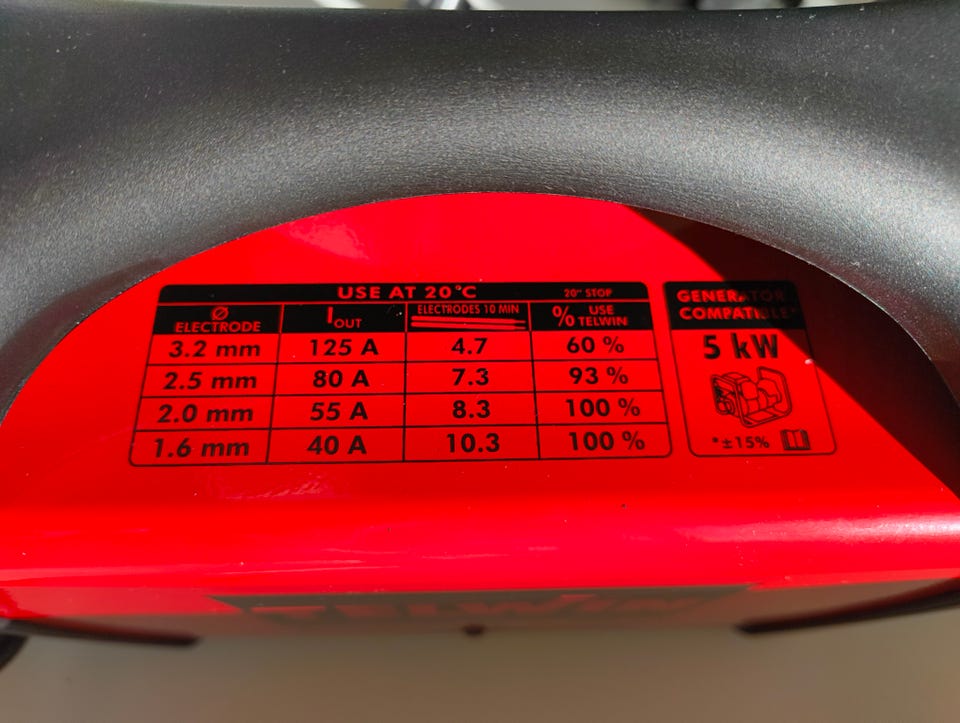 USE AT 20°C 20" STOP
Ø ELECTRODE IOUT ELECTRODES 10 MIN % USE TELWIN
3.2 mm 125 A 4.7 60 %
2.5 mm 80 A 7.3 93 %
2.0 mm 55 A 8.3 100 %
1.6 mm 40 A 10.3 100 %
GENERATOR
COMPATIBLE*
5 kW
*±15%
TELWIN